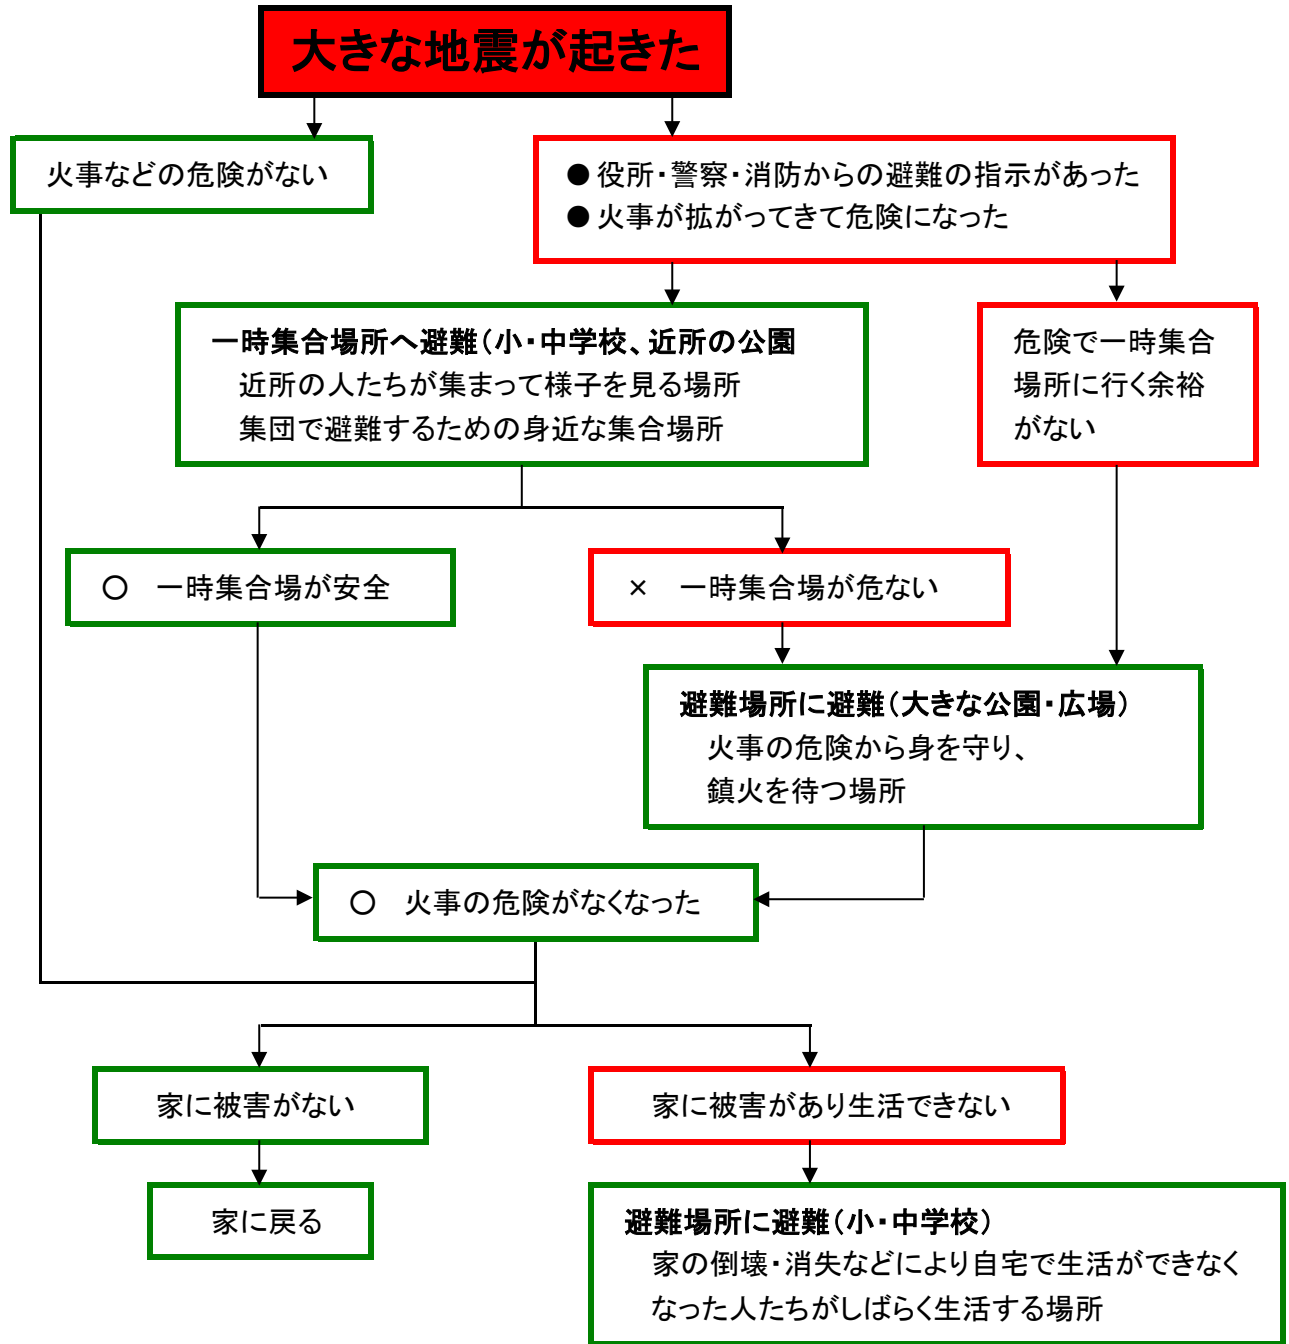 大きな地震が起きた
火事などの危険がない
●役所・警察・消防からの避難の指示があった
●火事が拡がってきて危険になった
一時集合場所へ避難(小・中学校、近所の公園
近所の人たちが集まって様子を見る場所
集団で避難するための身近な集合場所
危険で一時集合
場所に行く余裕
がない
○ 一時集合場が安全
× 一時集合場が危ない
避難場所に避難(大きな公園・広場)
火事の危険から身を守り、
鎮火を待つ場所
○ 火事の危険がなくなった
家に被害がない
家に被害があり生活できない
家に戻る
避難場所に避難(小・中学校)
家の倒壊・消失などにより自宅で生活ができなく
なった人たちがしばらく生活する場所